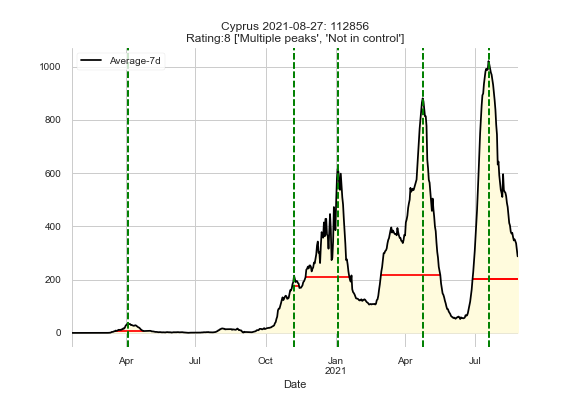 Cyprus 2021-08-27: 112856
Rating:8 ['Multiple peaks', 'Not in control']
Average-7d
1000
800
600
400
200
0
Apr
Jul
Oct
Jan
2021
Apr
Jul
Date